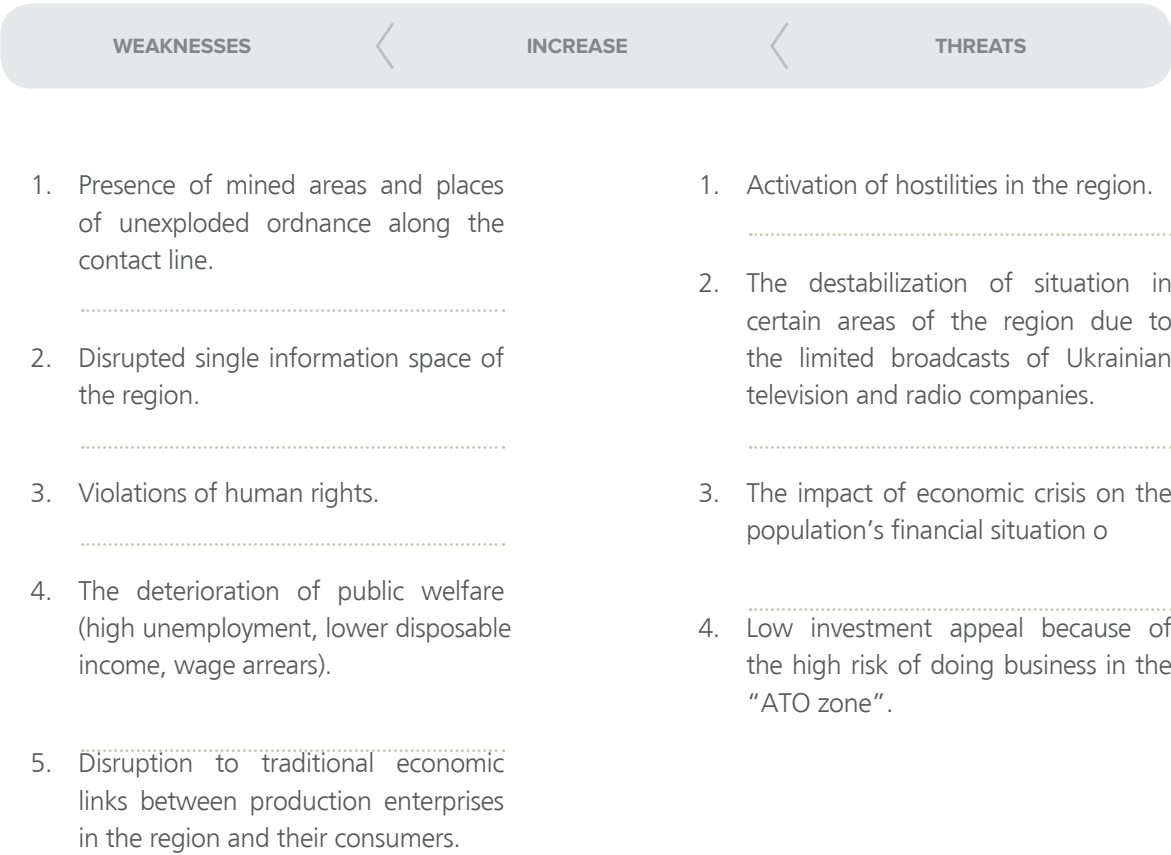 WEAKNESSES INCREASE THREATS
1. Presence of mined areas and places
of unexploded ordnance along the
contact line.
2. Disrupted single information space of
the region.
3. Violations of human rights.
4. The deterioration of public welfare
(high unemployment, lower disposable
income, wage arrears).
5. Disruption to traditional economic
links between production enterprises
in the region and their consumers.
1. Activation of hostilities in the region.
2. The destabilization of situation in
certain areas of the region due to
the limited broadcasts of Ukrainian
television and radio companies.
3. The impact of economic crisis on the
population’s financial situation o
4. Low investment appeal because of
the high risk of doing business in the
“ATO zone”.